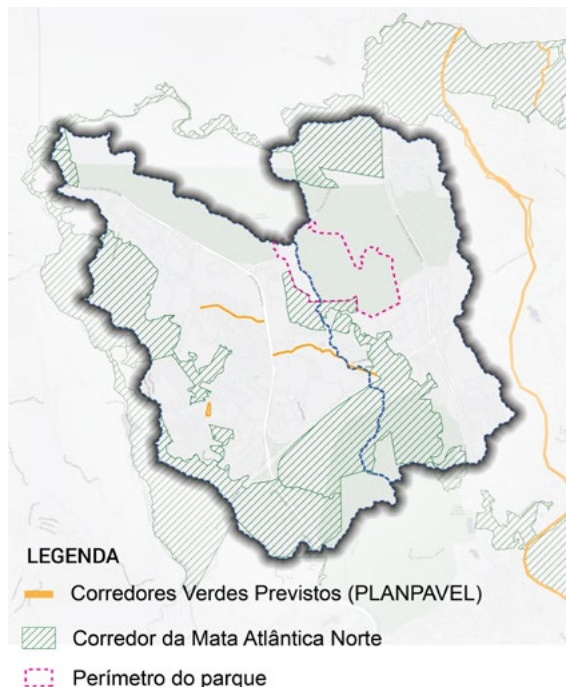 LEGENDA
Corredores Verdes Previstos (PLANPAVEL)
Corredor da Mata Atlântica Norte
Perímetro do parque